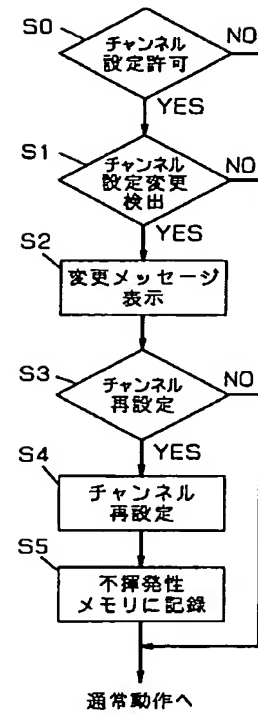 S0
チャンネル
設定許可
NO
YES
S1
チャンネル
設定変更
検出
NO
YES
S2
変更メッセージ
表示
S3
チャンネル
再設定
NO
YES
S4
チャンネル
再設定
S5
不揮発性
メモリに記録
通常動作へ